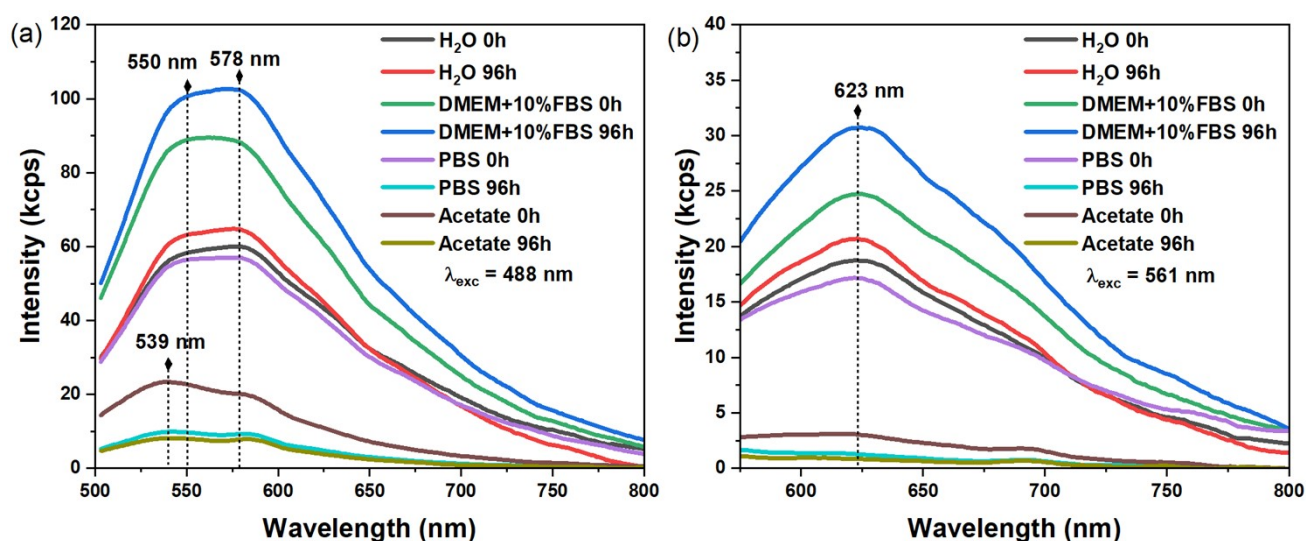 (a)
120
100
80
60
40
20
0
Intensity (kcps)
550 nm
578 nm
539 nm
H₂O 0h
H₂O 96h
DMEM+10%FBS 0h
DMEM+10%FBS 96h
PBS 0h
PBS 96h
Acetate 0h
Acetate 96h
λexc = 488 nm
500 550 600 650 700 750 800
Wavelength (nm)
(b)
40
35
30
25
20
15
10
5
0
Intensity (kcps)
623 nm
H₂O 0h
H₂O 96h
DMEM+10%FBS 0h
DMEM+10%FBS 96h
PBS 0h
PBS 96h
Acetate 0h
Acetate 96h
λexc = 561 nm
600 650 700 750 800
Wavelength (nm)